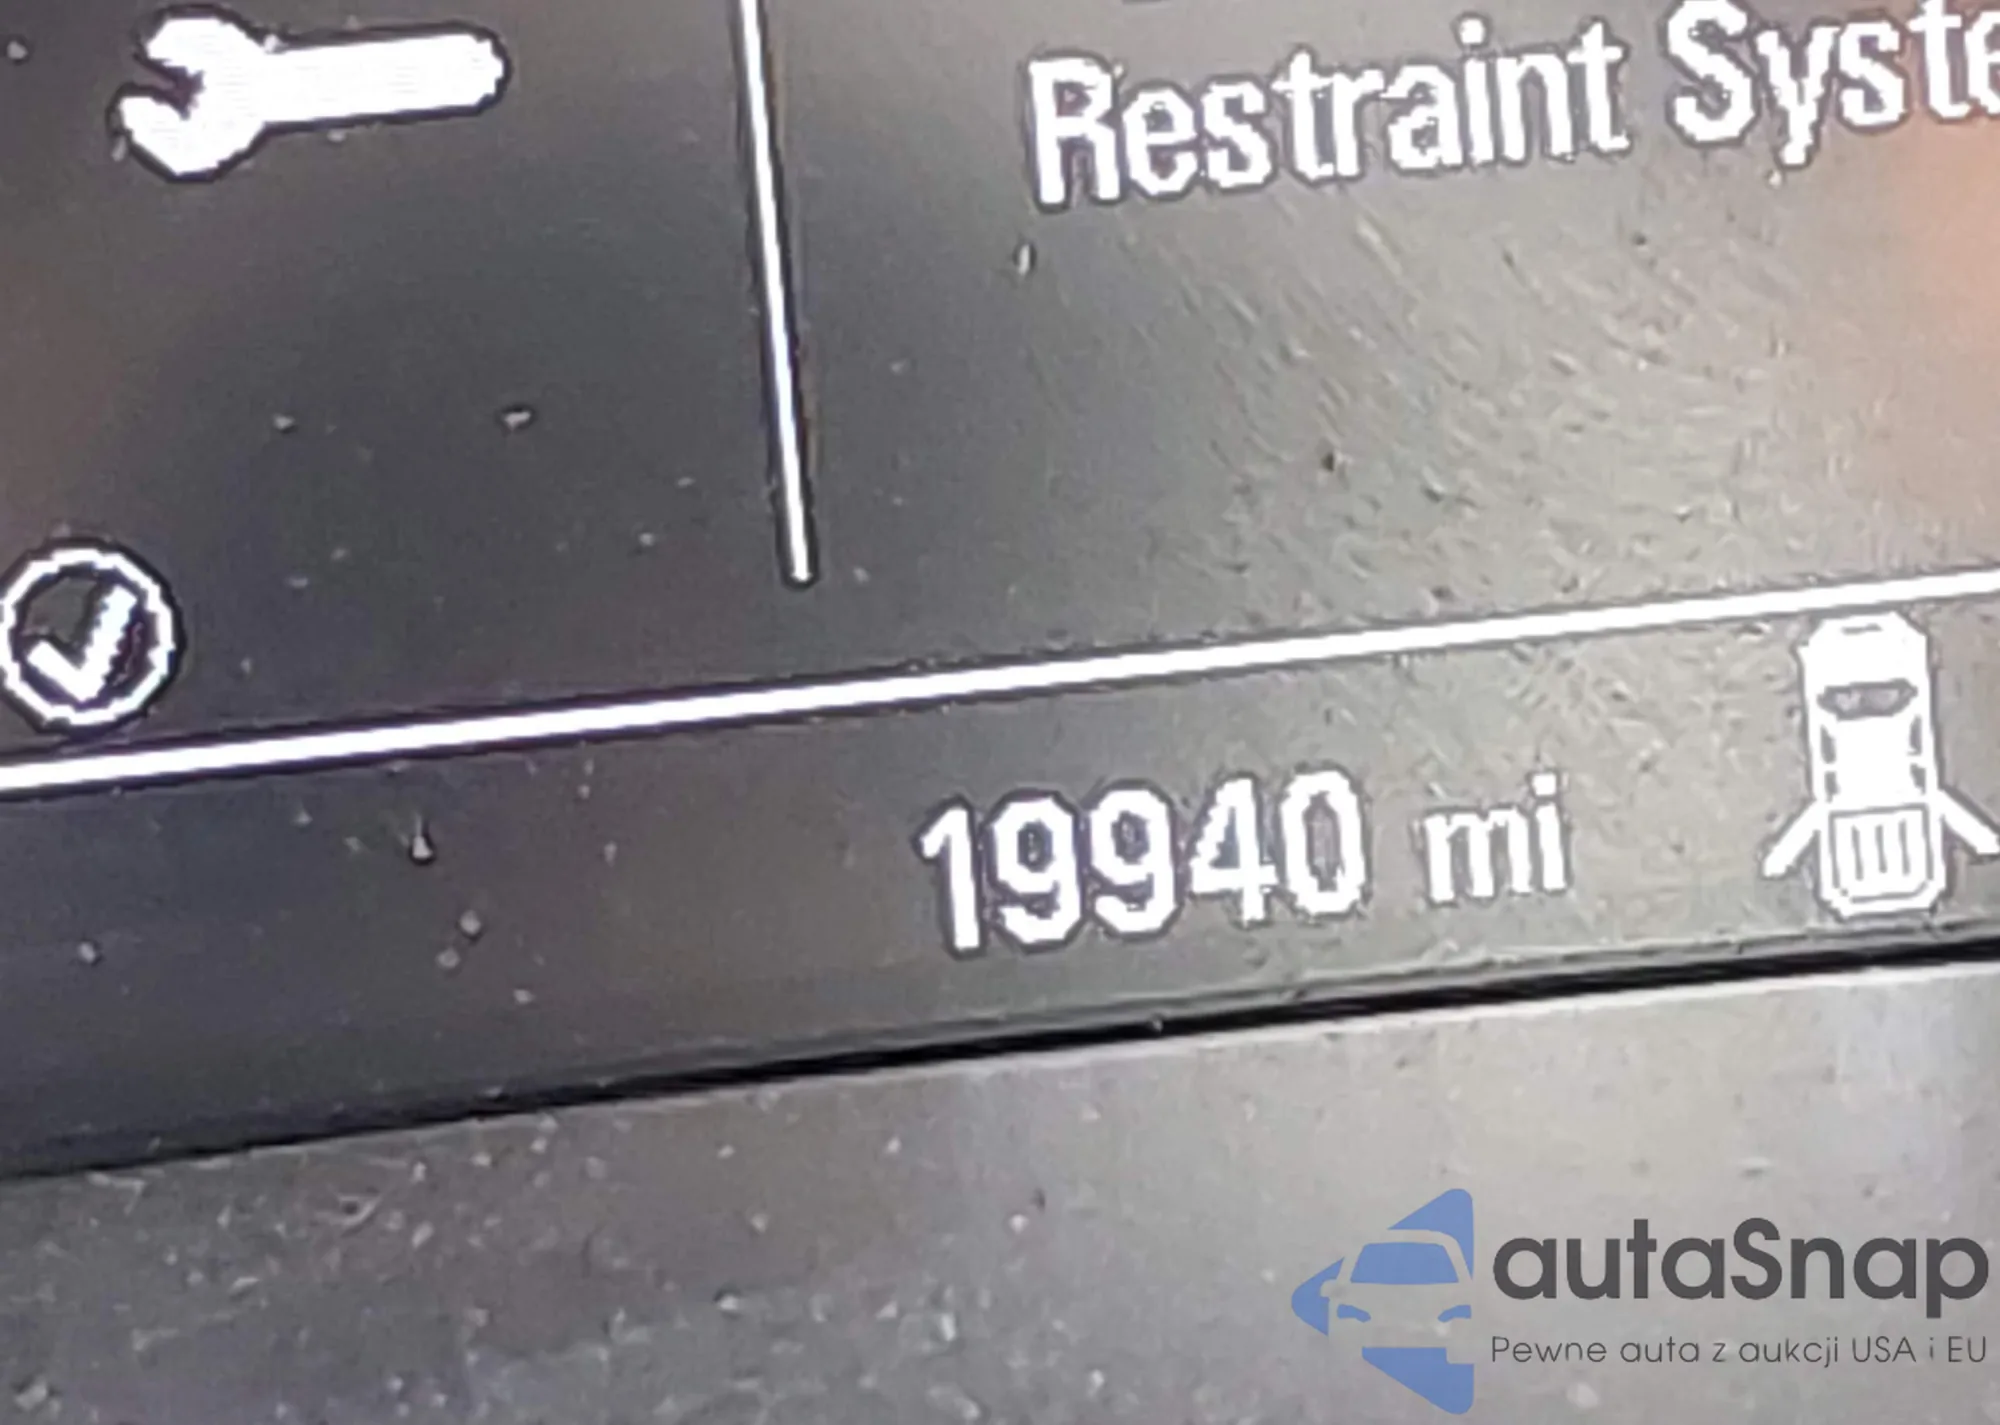 Restraint Syste
19940 mi
autaSnap
Pewne auta z aukcji USA i EU